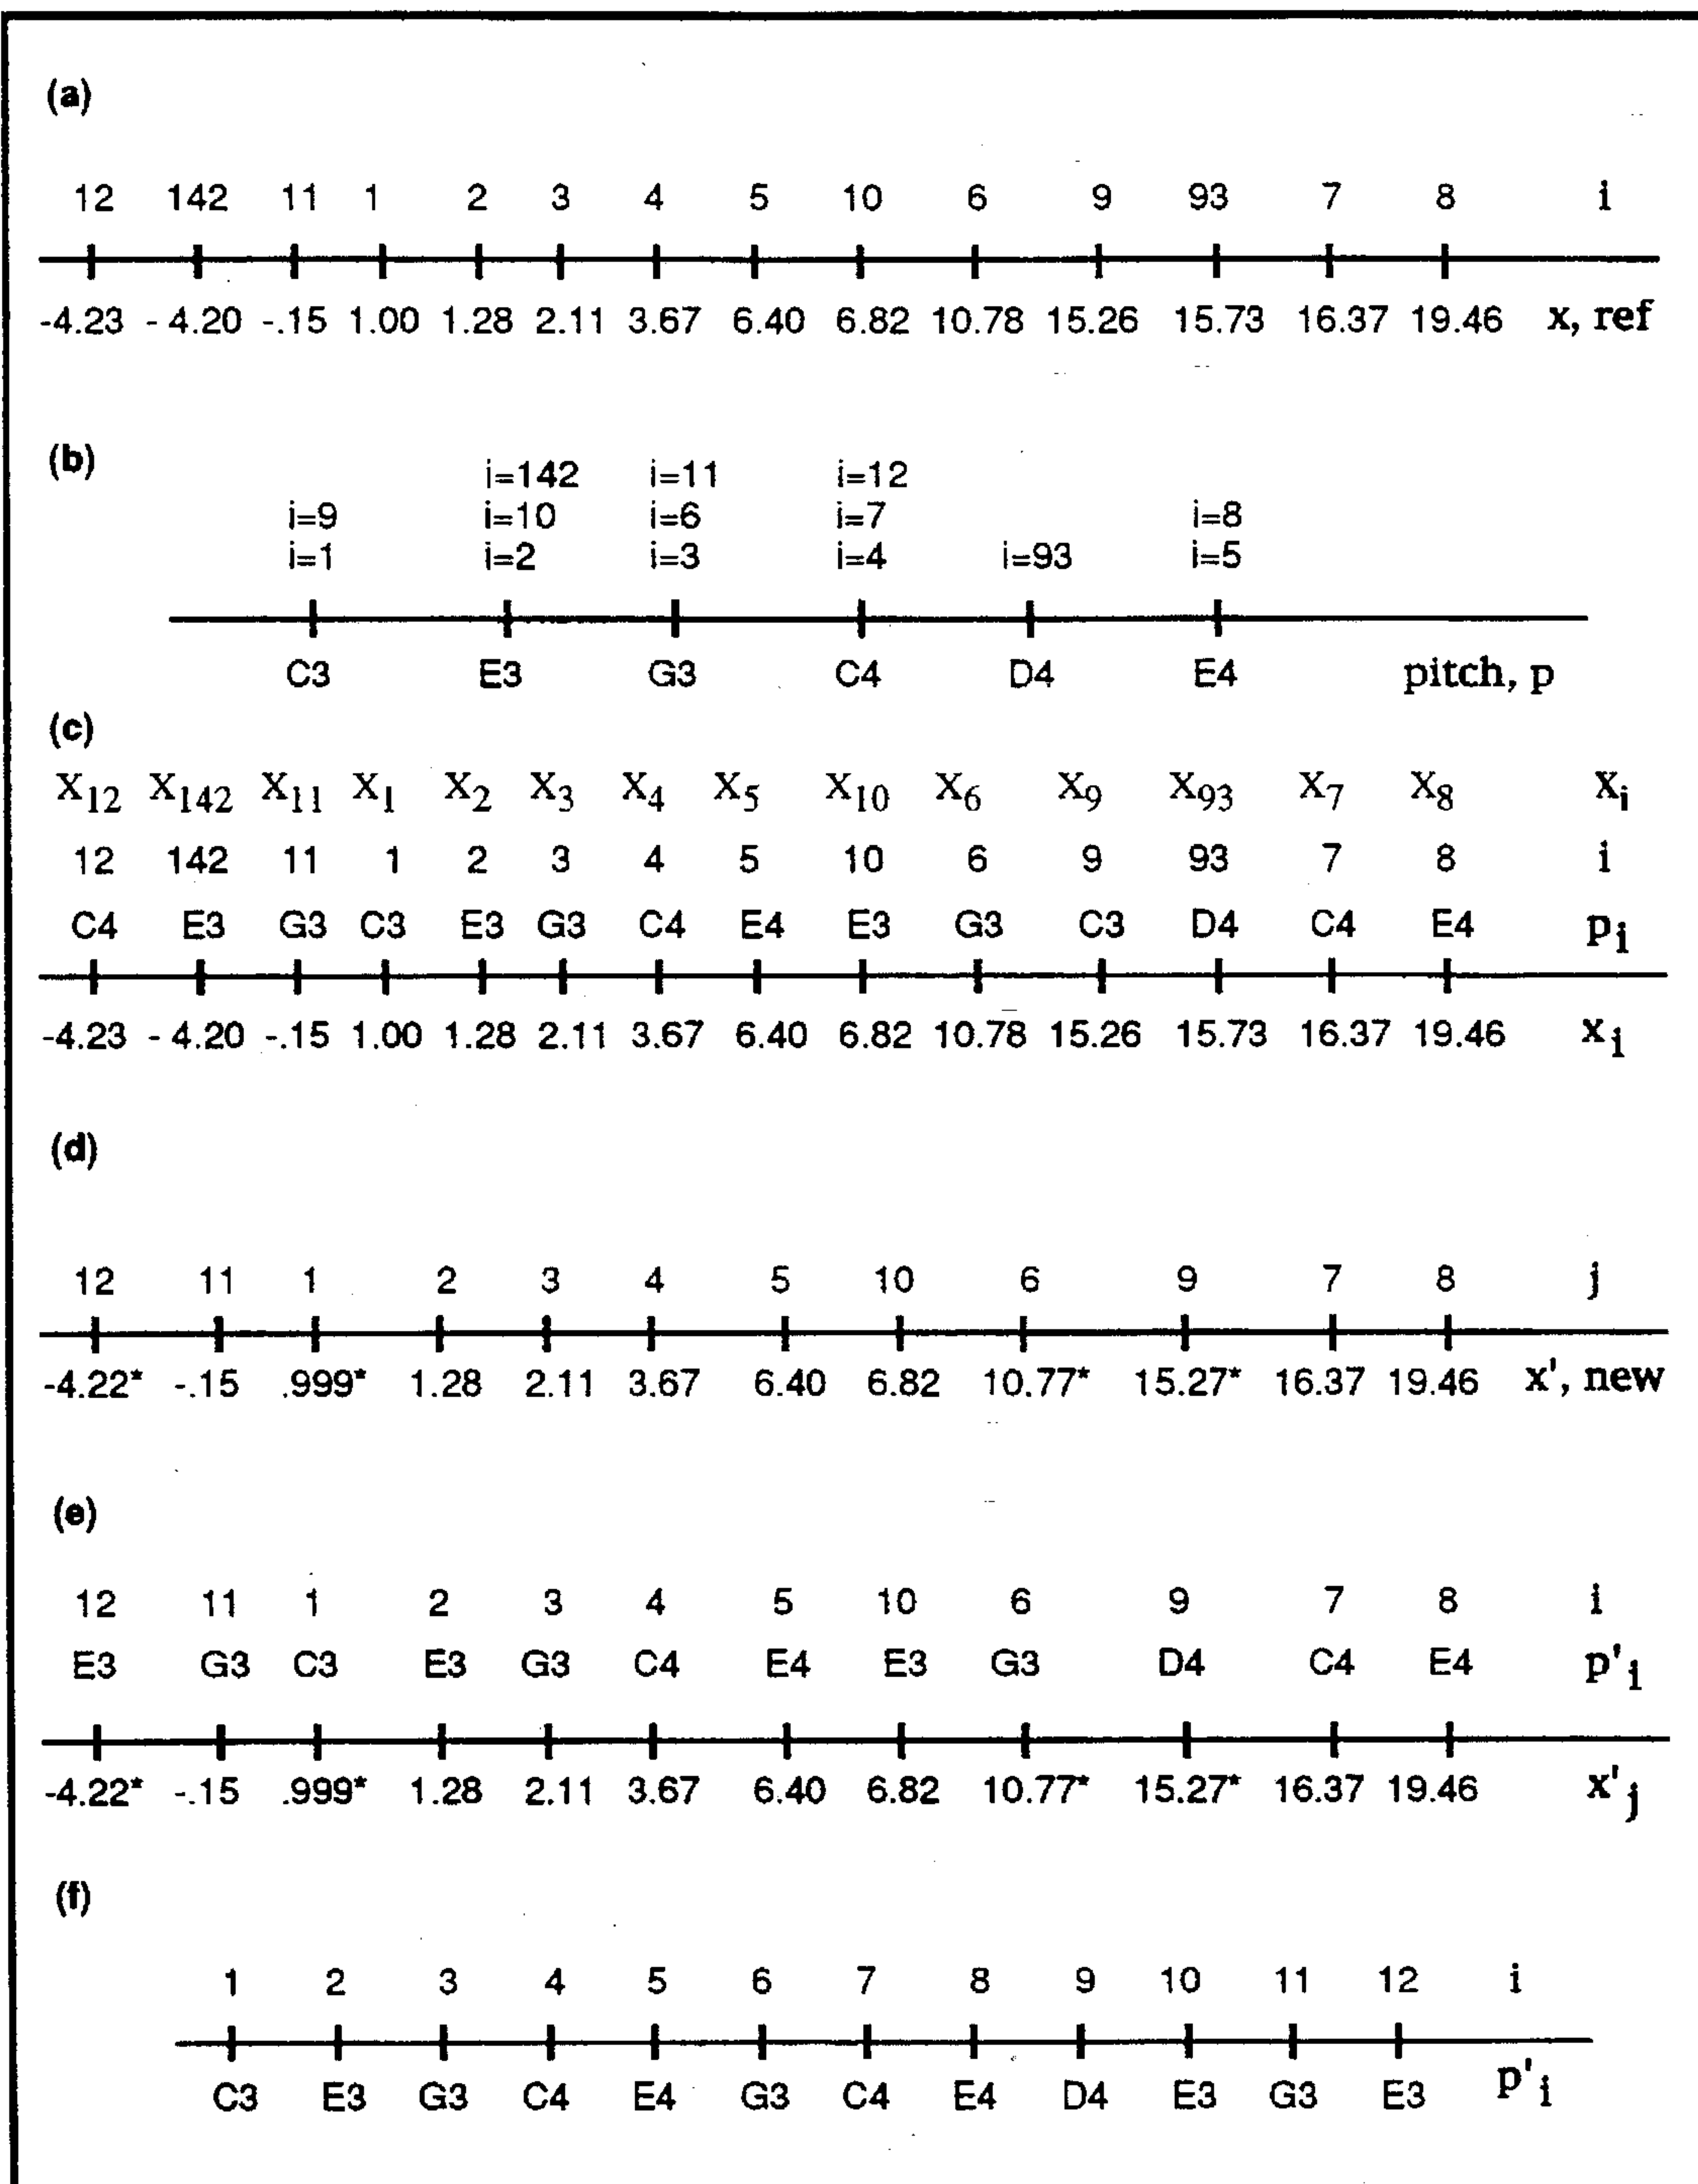 (a)
12 142 11 1 2 3 4 5 10 6 9 93 7 8 i
-4.23 - 4.20 -.15 1.00 1.28 2.11 3.67 6.40 6.82 10.78 15.26 15.73 16.37 19.46 x, ref
(b)
i=142 i=11 i=12
i=9 i=10 i=6 i=7 i=8
i=1 i=2 i=3 i=4 i=93 i=5
C3 E3 G3 C4 D4 E4 pitch, p
(c)
X12 X142 X11 X1 X2 X3 X4 X5 X10 X6 X9 X93 X7 X8 Xi
12 142 11 1 2 3 4 5 10 6 9 93 7 8 i
C4 E3 G3 C3 E3 G3 C4 E4 E3 G3 C3 D4 C4 E4 pi
-4.23 - 4.20 -.15 1.00 1.28 2.11 3.67 6.40 6.82 10.78 15.26 15.73 16.37 19.46 xi
(d)
12 11 1 2 3 4 5 10 6 9 7 8 j
-4.22* -.15 .999* 1.28 2.11 3.67 6.40 6.82 10.77* 15.27* 16.37 19.46 x', new
(e)
12 11 1 2 3 4 5 10 6 9 7 8 i
E3 G3 C3 E3 G3 C4 E4 E3 G3 D4 C4 E4 p'i
-4.22* -.15 .999* 1.28 2.11 3.67 6.40 6.82 10.77* 15.27* 16.37 19.46 x'j
(f)
1 2 3 4 5 6 7 8 9 10 11 12 i
C3 E3 G3 C4 E4 G3 C4 E4 D4 E3 G3 E3 p'i